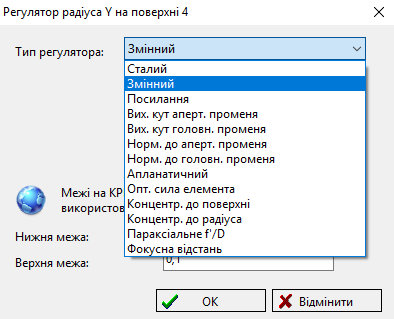 Регулятор радіуса Y на поверхні 4
Тип регулятора:
Змінний
Сталий
Змінний
Посилання
Вих. кут аперт. променя
Вих. кут головн. променя
Норм. до аперт. променя
Норм. до головн. променя
Апланатичний
Опт. сила елемента
Концентр. до поверхні
Концентр. до радіуса
Параксіальне f'/D
Фокусна відстань
Межі на КР
використов
Нижня межа:
Верхня межа:
0,1
ОК
Відмінити